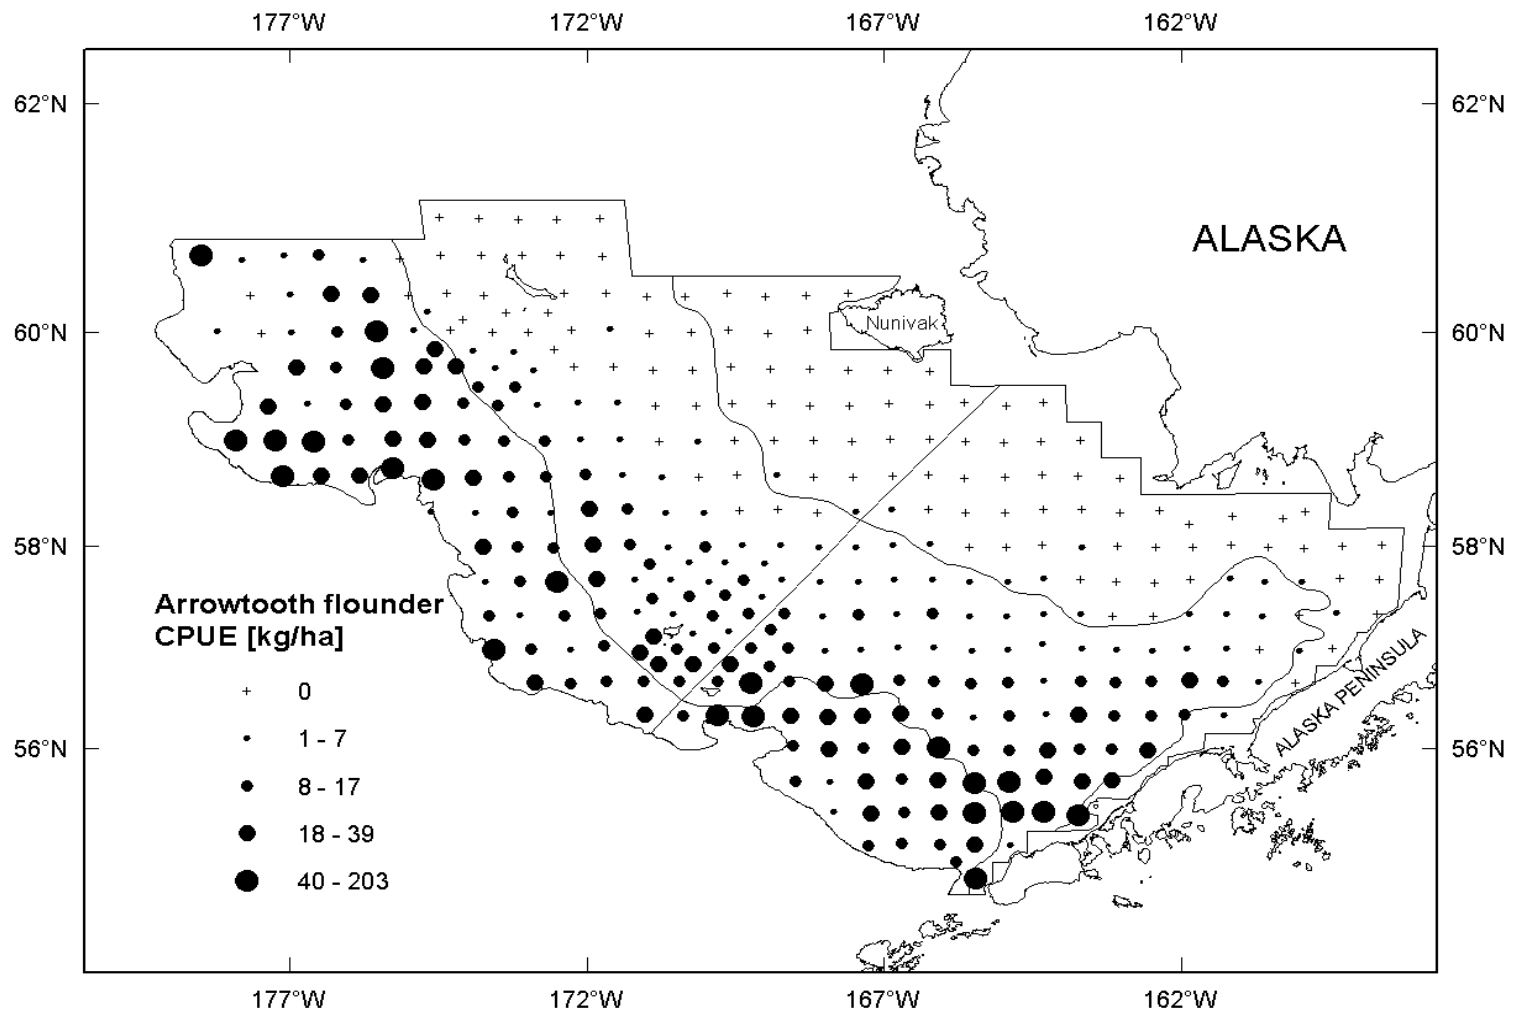 177°W 172°W 167°W 162°W
62°N 62°N
ALASKA
Nunivak
60°N 60°N
58°N 58°N
Arrowtooth flounder
CPUE [kg/ha]
0
1 - 7
8 - 17
18 - 39
40 - 203
ALASKA PENINSULA
56°N 56°N
177°W 172°W 167°W 162°W